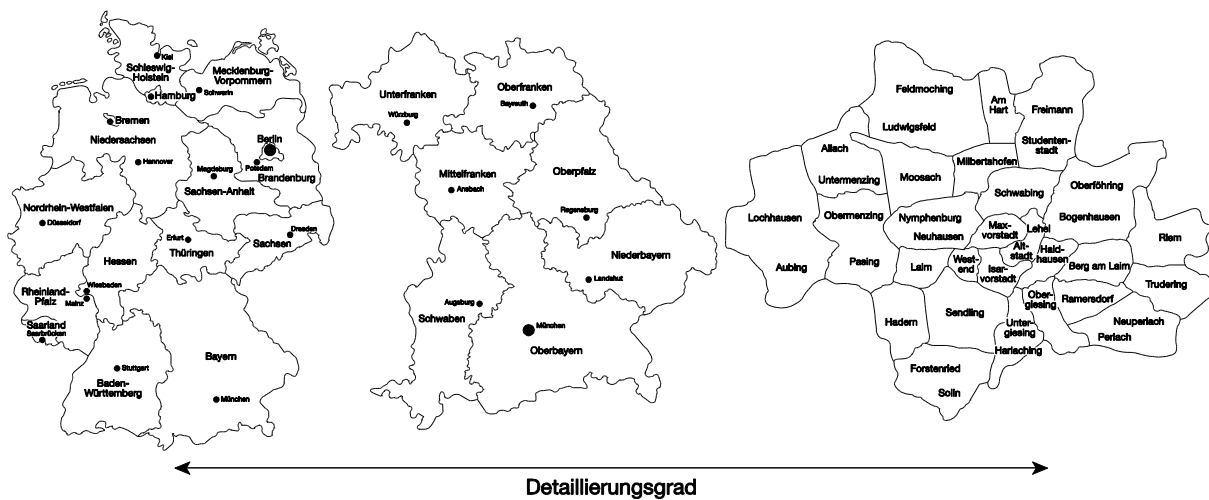 Kiel
Schleswig-
Holstein
Mecklenburg-
Vorpommern
Schwerin
Hamburg
Bremen
Niedersachsen
Hannover
Berlin
Potsdam
Brandenburg
Magdeburg
Sachsen-Anhalt
Nordrhein-Westfalen
Düsseldorf
Dresden
Sachsen
Erfurt
Thüringen
Hessen
Wiesbaden
Rheinland-
Pfalz
Mainz
Saarland
Saarbrücken
Bayern
Stuttgart
Baden-
Württemberg
München
Unterfranken
Würzburg
Oberfranken
Bayreuth
Mittelfranken
Ansbach
Oberpfalz
Regensburg
Niederbayern
Landshut
Augsburg
Schwaben
München
Oberbayern
Feldmoching
Ludwigsfeld
Am
Hart
Freimann
Studenten-
stadt
Allach
Untermenzing
Moosach
Milbertshofen
Schwabing
Oberföhring
Bogenhausen
Lochhausen
Aubing
Obermenzing
Pasing
Nymphenburg
Neuhausen
Max-
vorstadt
Lehel
Alt-
stadt
Haid-
hausen
Riem
Laim
West-
end
Isar-
vorstadt
Berg am Laim
Trudering
Hadern
Sendling
Ober-
giesing
Ramersdorf
Neuperlach
Perlach
Unter-
giesing
Harlaching
Forstenried
Solln
Detaillierungsgrad